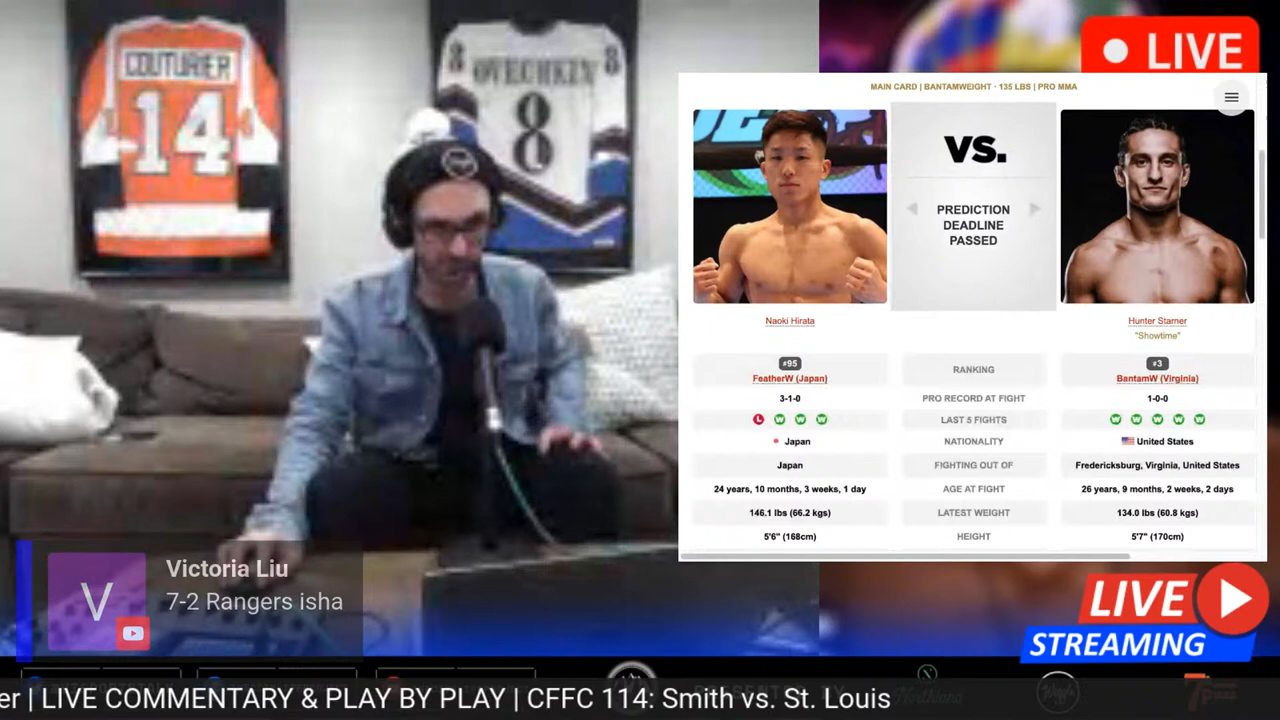 COUTURIER
14
8
8
OVECHKIN
8
LIVE
MAIN CARD | BANTAMWEIGHT · 135 LBS | PRO MMA
VS.
PREDICTION
DEADLINE
PASSED
Naoki Hirata
Hunter Starner
"Showtime"
#95
RANKING
#3
FeatherW (Japan)
BantamW (Virginia)
3-1-0
PRO RECORD AT FIGHT
1-0-0
L W W W
LAST 5 FIGHTS
W W W W W
Japan
NATIONALITY
United States
Japan
FIGHTING OUT OF
Fredericksburg, Virginia, United States
24 years, 10 months, 3 weeks, 1 day
AGE AT FIGHT
26 years, 9 months, 2 weeks, 2 days
146.1 lbs (66.2 kgs)
LATEST WEIGHT
134.0 lbs (60.8 kgs)
5'6" (168cm)
HEIGHT
5'7" (170cm)
V
Victoria Liu
7-2 Rangers isha
LIVE
STREAMING
er | LIVE COMMENTARY & PLAY BY PLAY | CFFC 114: Smith vs. St. Louis